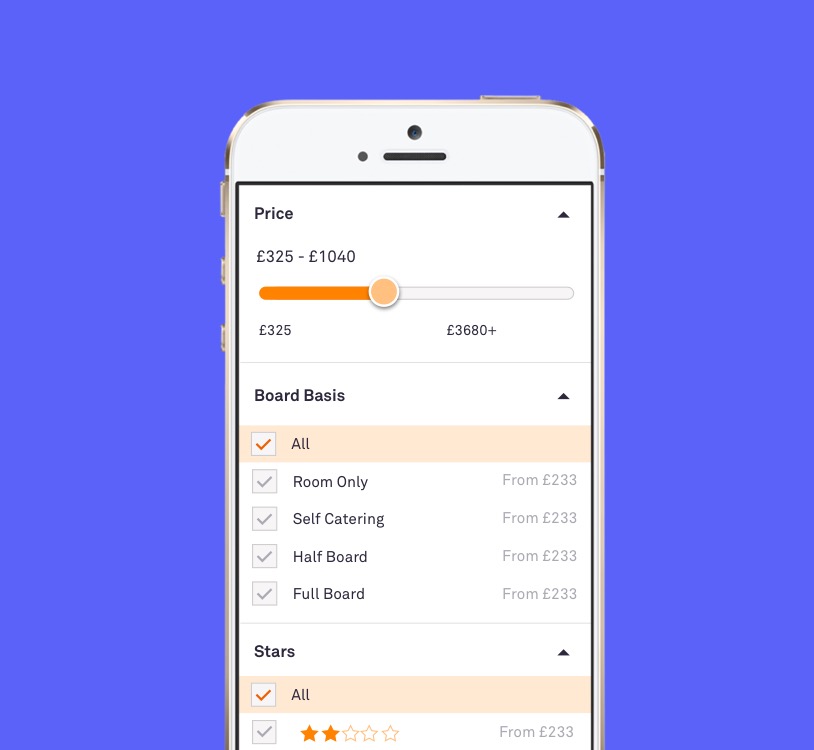 Price
£325 - £1040
£325 £3680+
Board Basis
All
Room Only From £233
Self Catering From £233
Half Board From £233
Full Board From £233
Stars
All
From £233